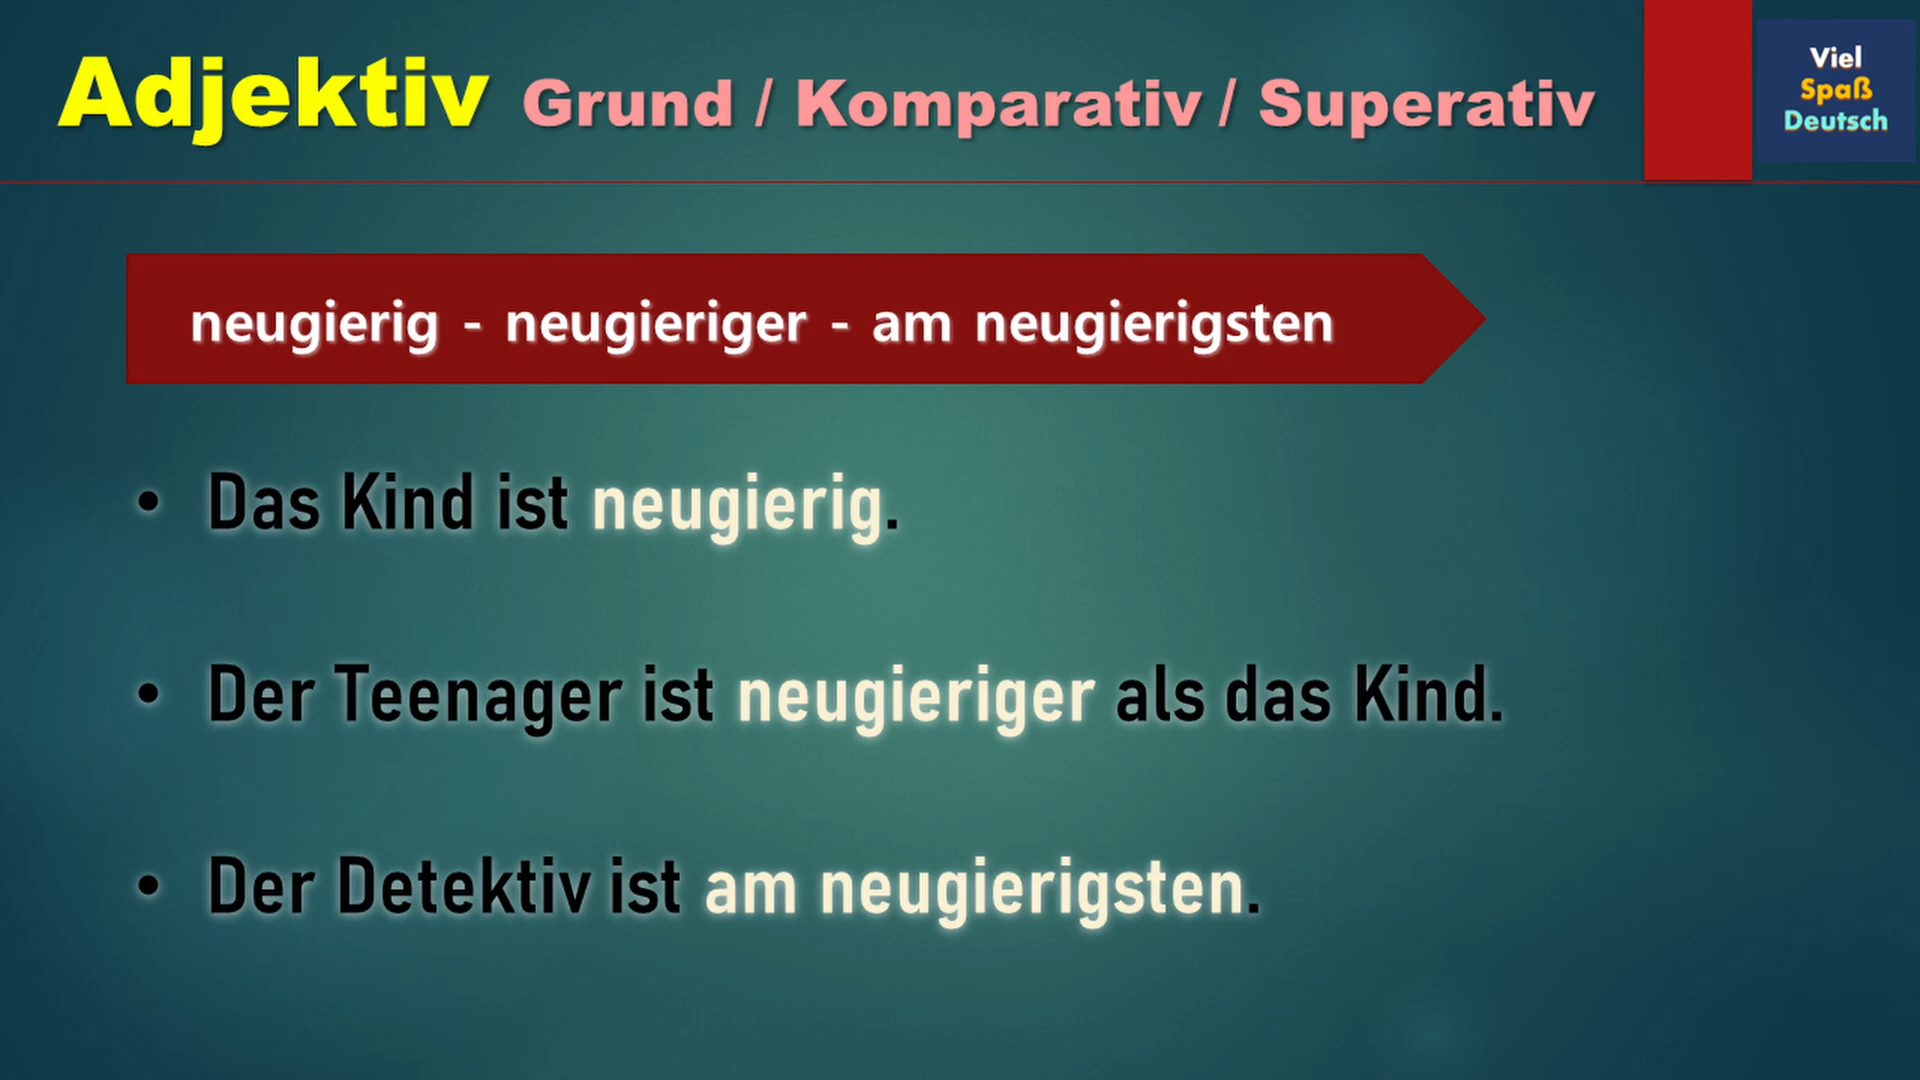 Adjektiv Grund / Komparativ / Superativ
Viel
Spaß
Deutsch
neugierig - neugieriger - am neugierigsten
• Das Kind ist neugierig.
• Der Teenager ist neugieriger als das Kind.
• Der Detektiv ist am neugierigsten.